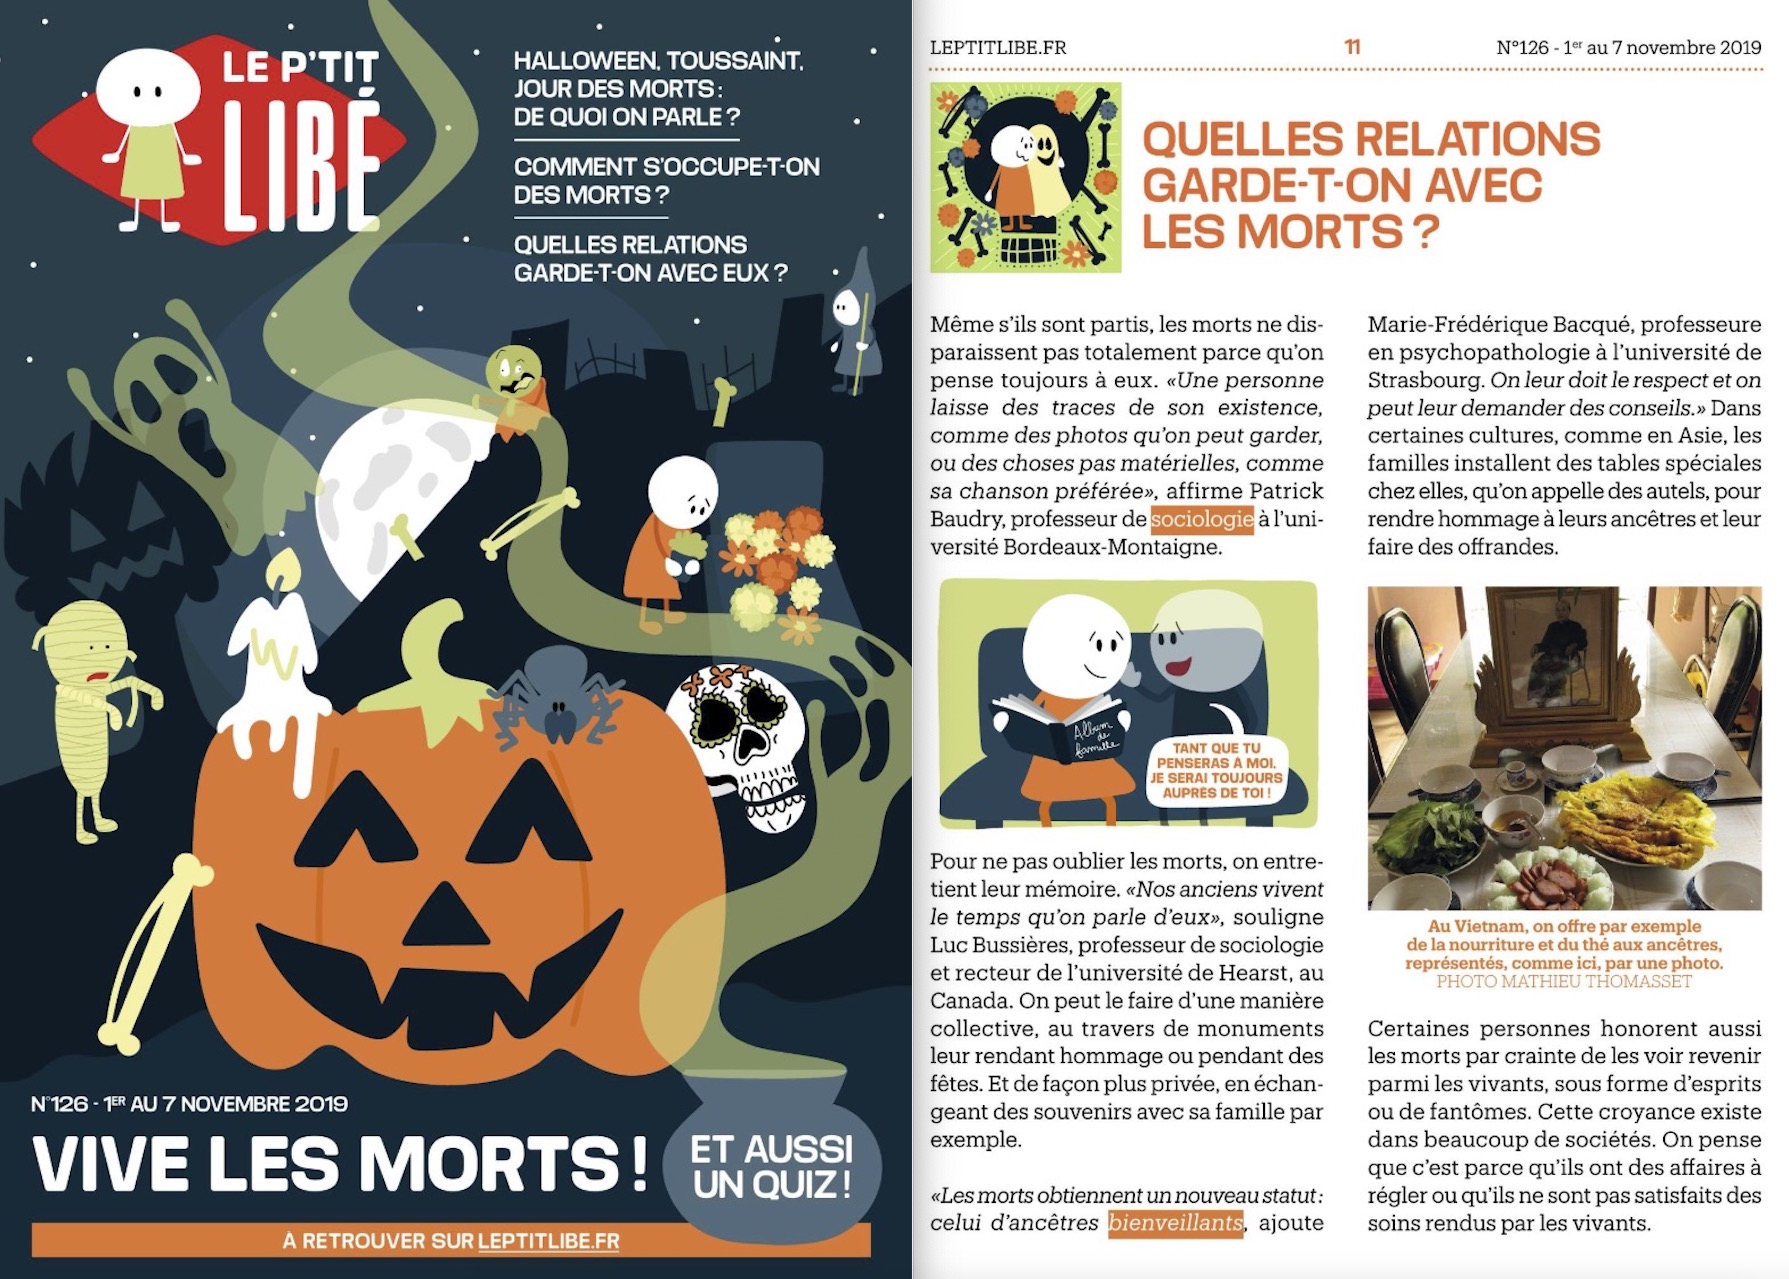 LE P'TIT
LIBÉ
HALLOWEEN, TOUSSAINT,
JOUR DES MORTS :
DE QUOI ON PARLE ?
COMMENT S'OCCUPE-T-ON
DES MORTS ?
QUELLES RELATIONS
GARDE-T-ON AVEC EUX ?
N°126 - 1ER AU 7 NOVEMBRE 2019
VIVE LES MORTS !
ET AUSSI
UN QUIZ !
À RETROUVER SUR LEPTITLIBE.FR
LEPTITLIBE.FR
11
N°126 - 1er au 7 novembre 2019
QUELLES RELATIONS
GARDE-T-ON AVEC
LES MORTS ?
Même s'ils sont partis, les morts ne dis-
paraissent pas totalement parce qu'on
pense toujours à eux. «Une personne
laisse des traces de son existence,
comme des photos qu'on peut garder,
ou des choses pas matérielles, comme
sa chanson préférée», affirme Patrick
Baudry, professeur de sociologie à l'uni-
versité Bordeaux-Montaigne.
Album
de
famille
TANT QUE TU
PENSERAS À MOI,
JE SERAI TOUJOURS
AUPRÈS DE TOI !
Pour ne pas oublier les morts, on entre-
tient leur mémoire. «Nos anciens vivent
le temps qu'on parle d'eux», souligne
Luc Bussières, professeur de sociologie
et recteur de l'université de Hearst, au
Canada. On peut le faire d'une manière
collective, au travers de monuments
leur rendant hommage ou pendant des
fêtes. Et de façon plus privée, en échan-
geant des souvenirs avec sa famille par
exemple.
«Les morts obtiennent un nouveau statut :
celui d'ancêtres bienveillants, ajoute
Marie-Frédérique Bacqué, professeure
en psychopathologie à l'université de
Strasbourg. On leur doit le respect et on
peut leur demander des conseils.» Dans
certaines cultures, comme en Asie, les
familles installent des tables spéciales
chez elles, qu'on appelle des autels, pour
rendre hommage à leurs ancêtres et leur
faire des offrandes.
Au Vietnam, on offre par exemple
de la nourriture et du thé aux ancêtres,
représentés, comme ici, par une photo.
PHOTO MATHIEU THOMASSET
Certaines personnes honorent aussi
les morts par crainte de les voir revenir
parmi les vivants, sous forme d'esprits
ou de fantômes. Cette croyance existe
dans beaucoup de sociétés. On pense
que c'est parce qu'ils ont des affaires à
régler ou qu'ils ne sont pas satisfaits des
soins rendus par les vivants.